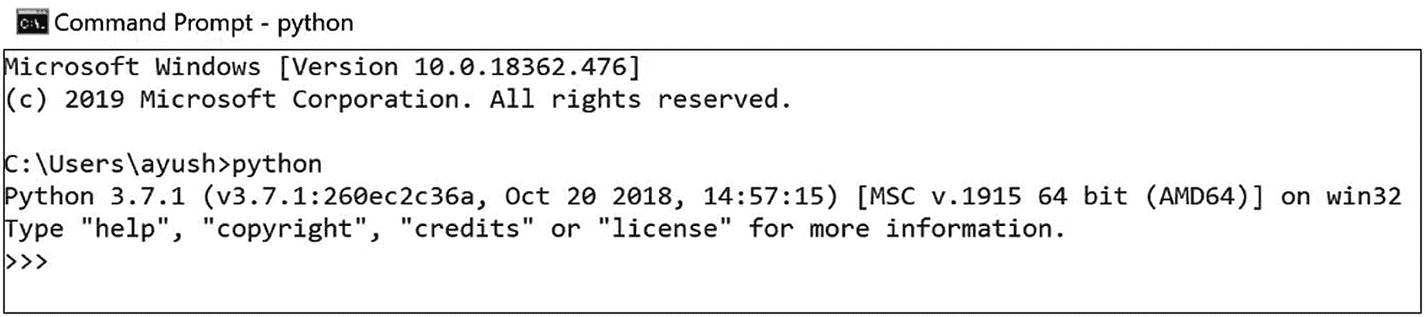 Command Prompt - python
Microsoft Windows [Version 10.0.18362.476]
(c) 2019 Microsoft Corporation. All rights reserved.
C:\Users\ayush>python
Python 3.7.1 (v3.7.1:260ec2c36a, Oct 20 2018, 14:57:15) [MSC v.1915 64 bit (AMD64)] on win32
Type "help", "copyright", "credits" or "license" for more information.
>>>